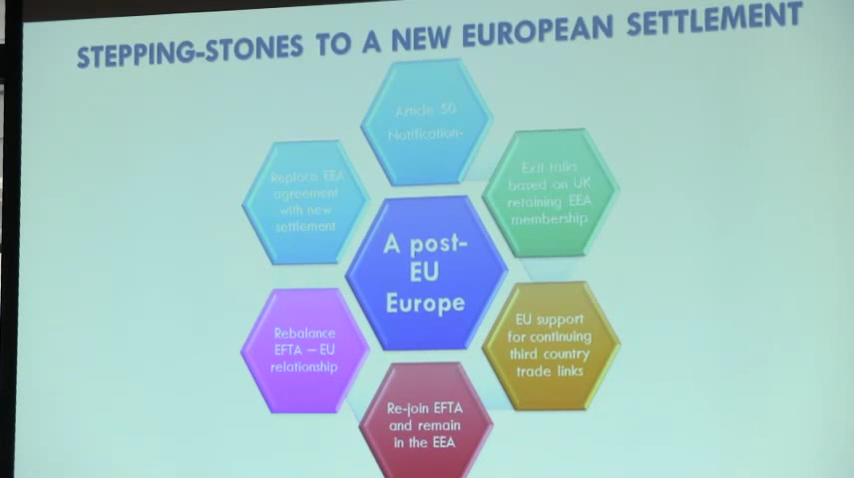 STEPPING-STONES TO A NEW EUROPEAN SETTLEMENT
Article 50
Notification-
Exit talks
based on UK
retaining EEA
membership
EU support
for continuing
third country
trade links
Re-join EFTA
and remain
in the EEA
Rebalance
EFTA – EU
relationship
Replace EEA
agreement
with new
settlement
A post-
EU
Europe